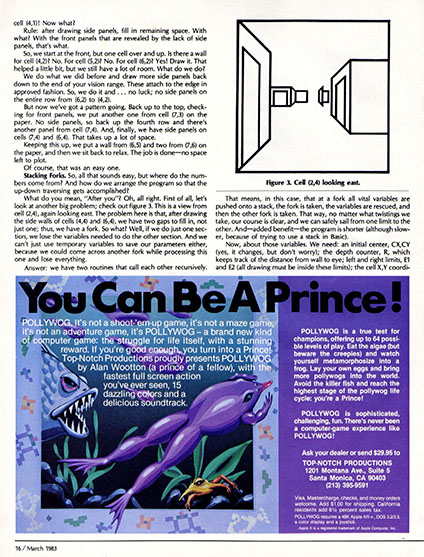 cell (4,1)! Now what?
Rule: after drawing side panels, fill in remaining space. With
what? With the front panels that are revealed by the lack of side
panels, that's what.
So, we start at the front, but one cell over and up. Is there a wall
for cell (4,2)? No. For cell (5,2)? No. For cell (6,2)? Yes! Draw it. That
helped a little bit, but we still have a lot of room. What do we do?
We do what we did before and draw more side panels back
down to the end of your vision range. These attach to the edge in
approved fashion. So, we do it and . . . no luck; no side panels on
the entire row from (6,2) to (4,2).
But now we've got a pattern going. Back up to the top, check-
ing for front panels, we put another one from cell (7,3) on the
paper. No side panels, so back up the fourth row and there's
another panel from cell (7,4). And, finally, we have side panels on
cells (7,4) and (6,4). That takes up a lot of space.
Keeping this up, put a wall from (6,5) and two from (7,6) on
the paper, and then we sit back to relax. The job is done—no space
left to plot.
Of course, that was an easy one.
Stacking Forks. So, all that sounds easy, but where do the num-
bers come from? And how do we arrange the program so that the
up-down traversing gets accomplished?
What do you mean, "After you"? Oh, all right. First of all, let's
look at another big problem; check out figure 3. This is a view from
cell (2,4), again looking east. The problem here is that, after drawing
the side walls of cells (4,4) and (6,4), we have two gaps to fill in, not
just one; thus, we have a fork. So what? Well, if we do just one sec-
tion, we lose the variables needed to do the other section. And we
can't just use temporary variables to save our parameters either,
because we could come across another fork while processing this
one and lose everything.
Answer: we have two routines that call each other recursively.
Figure 3. Cell (2,4) looking east.
That means, in this case, that at a fork all vital variables are
pushed onto a stack, the fork is taken, the variables are rescued, and
then the other fork is taken. That way, no matter what twistings we
take, our course is clear, and we can safely sail from one limit to the
other. And—added benefit—the program is shorter (although slow-
er, because of trying to use a stack in Basic).
Now, about those variables. We need: an initial center, CX,CY
(yes, it changes, but don't worry); the depth counter, R, which
keeps track of the distance from wall to eye; left and right limits, E1
and E2 (all drawing must be inside these limits); the cell X,Y coordi-
You Can Be A Prince!
POLLYWOG. It's not a shoot-'em-up game, it's not a maze game,
it's not an adventure game, it's POLLYWOG – a brand new kind
of computer game: the struggle for life itself, with a stunning
reward. If you're good enough, you turn into a Prince!
Top-Notch Productions proudly presents POLLYWOG
by Alan Wootton (a prince of a fellow), with the
fastest full screen action
you've ever seen, 15
dazzling colors and a
delicious soundtrack.
POLLYWOG is a true test for
champions, offering up to 64 possi-
ble levels of play. Eat the algae (but
beware the creepies) and watch
yourself metamorphosize into a
frog. Lay your own eggs and bring
more pollywogs into the world.
Avoid the killer fish and reach the
highest stage of the pollywog life
cycle: you're a Prince!
POLLYWOG is sophisticated,
challenging, fun. There's never been
a computer-game experience like
POLLYWOG!
Ask your dealer or send $29.95 to
TOP-NOTCH PRODUCTIONS
1201 Montana Ave., Suite 5
Santa Monica, CA 90403
(213) 395-9591
Visa, Mastercharge, checks, and money orders
welcome. Add $1.00 for shipping. California
residents add 6½ percent sales tax.
POLLYWOG requires a 48K Apple II/II+, DOS 3.2/3.3,
a color display and a joystick.
Apple II is a registered trademark of Apple Computer, Inc.
16 / March 1983